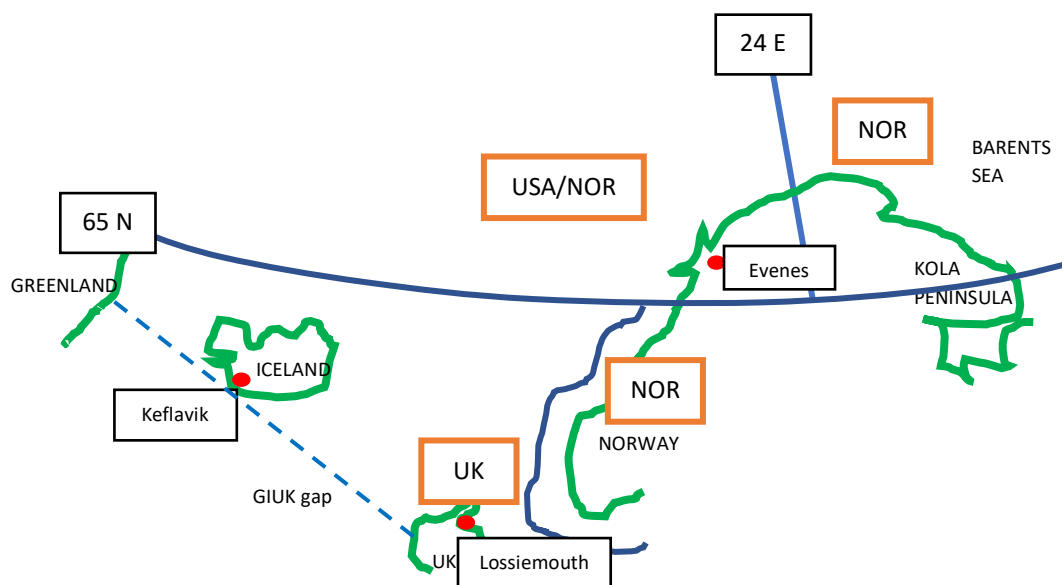 24 E
NOR
BARENTS
SEA
USA/NOR
65 N
Evenes
GREENLAND
KOLA
PENINSULA
ICELAND
Keflavik
NOR
NORWAY
UK
GIUK gap
UK
Lossiemouth